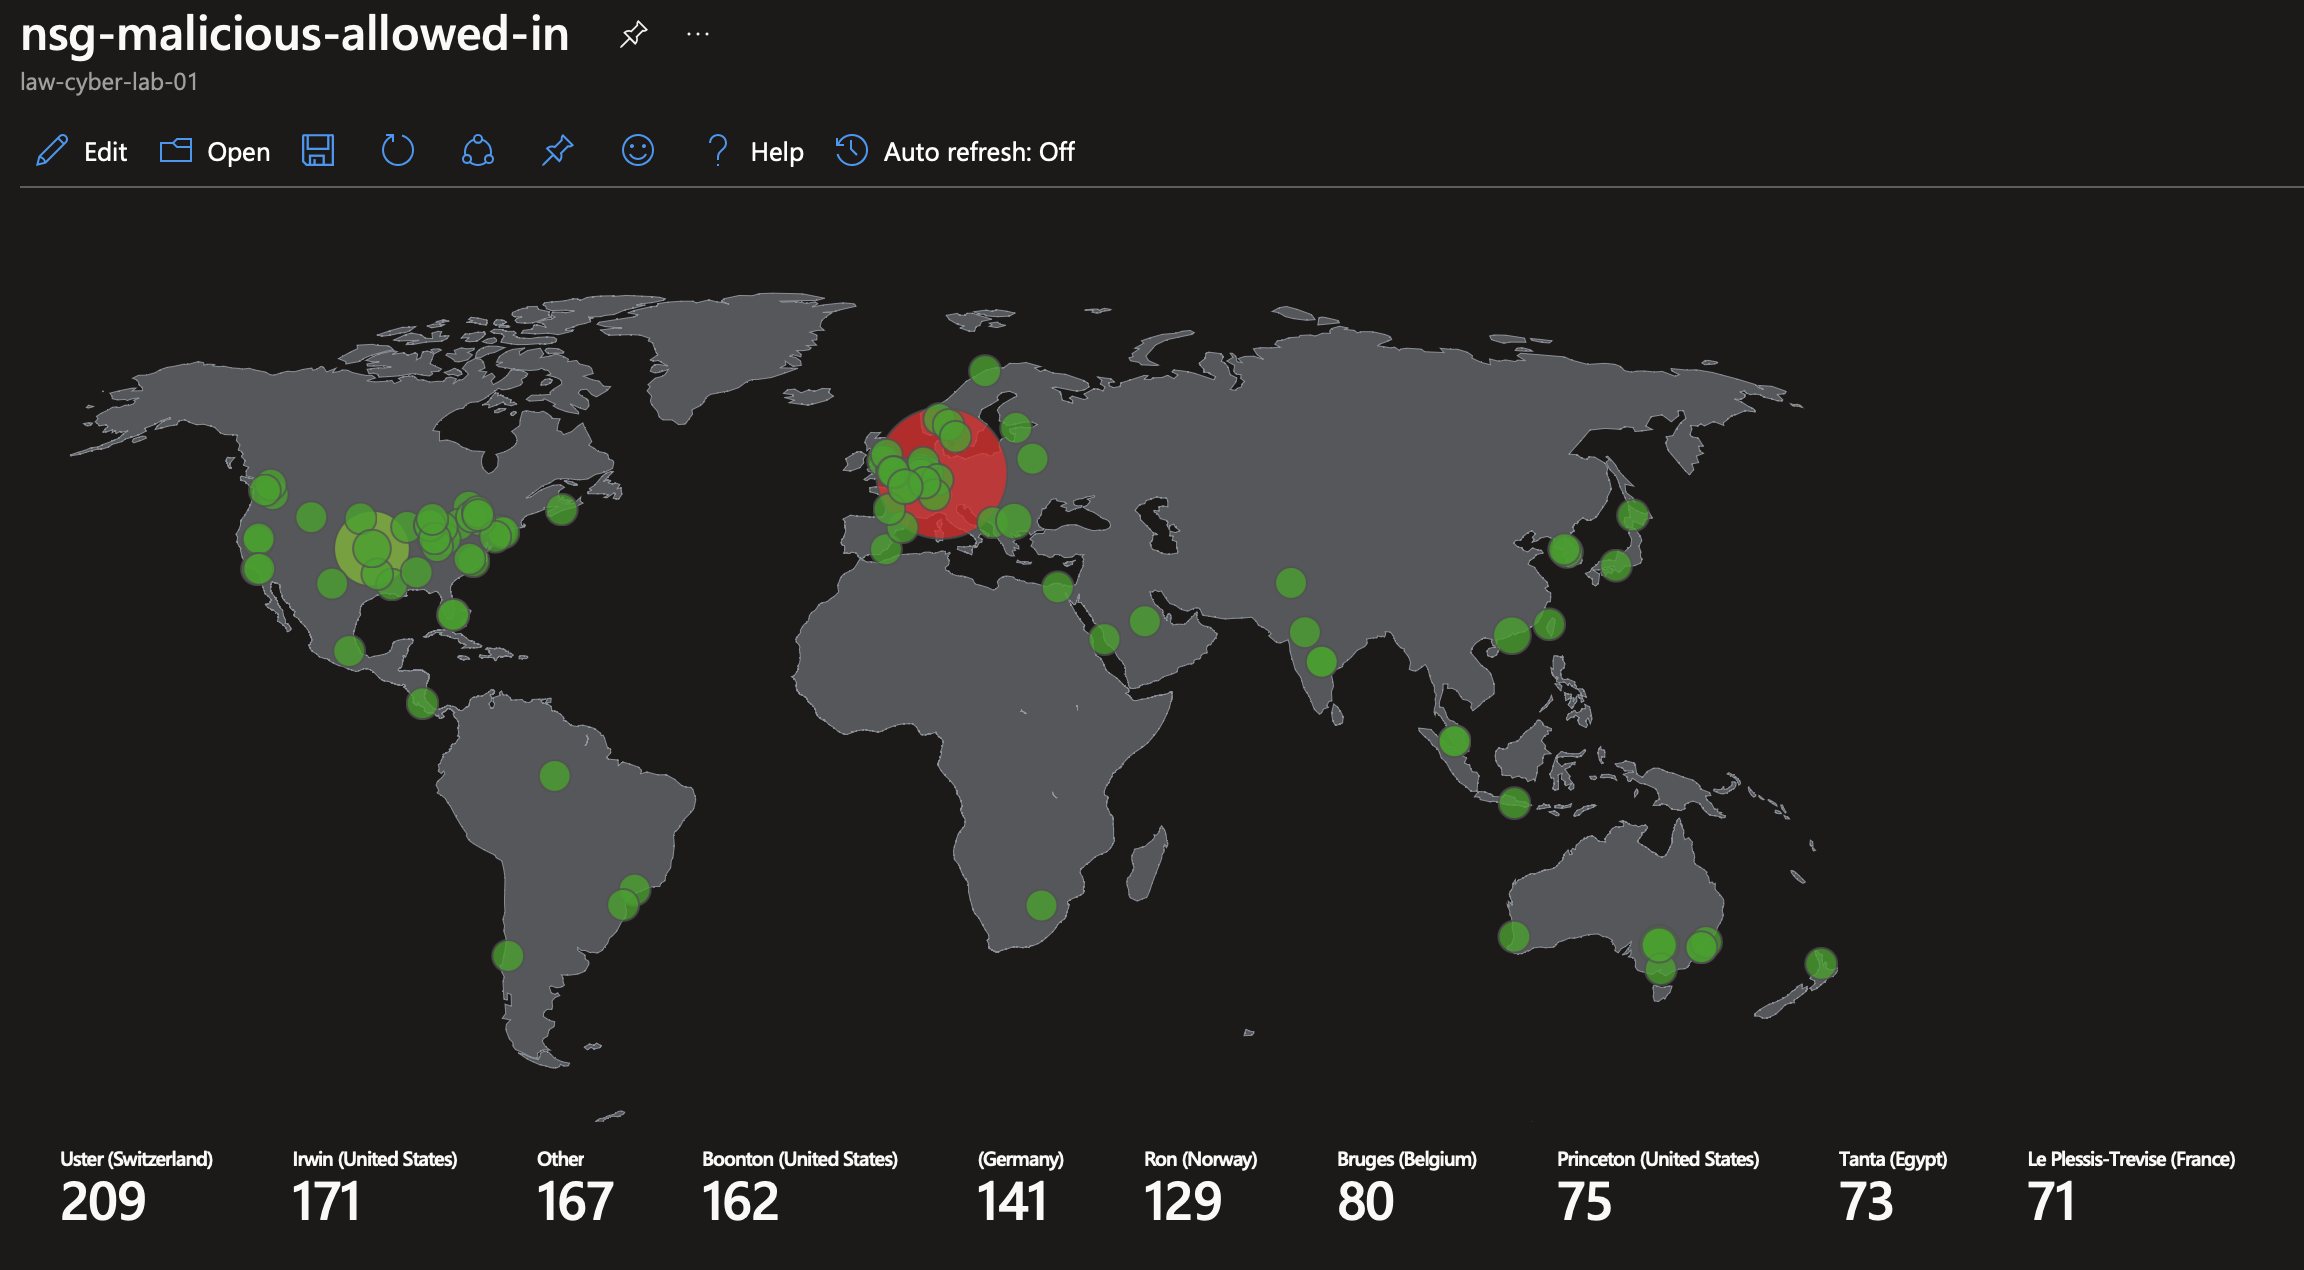 nsg-malicious-allowed-in
law-cyber-lab-01
Edit Open Help Auto refresh: Off
Uster (Switzerland) Irwin (United States) Other Boonton (United States) (Germany) Ron (Norway) Bruges (Belgium) Princeton (United States) Tanta (Egypt) Le Plessis-Trevise (France)
209 171 167 162 141 129 80 75 73 71